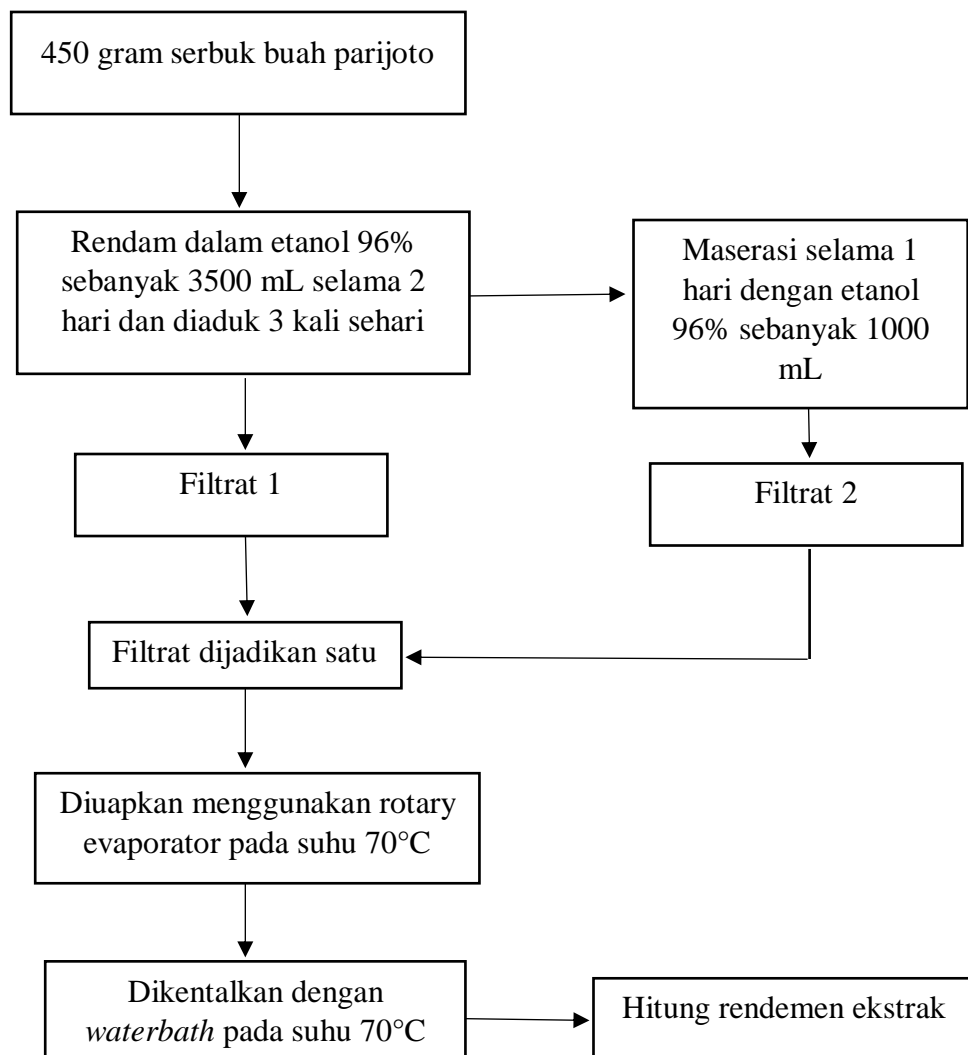 450 gram serbuk buah parijoto
Rendam dalam etanol 96%
sebanyak 3500 mL selama 2
hari dan diaduk 3 kali sehari
Maserasi selama 1
hari dengan etanol
96% sebanyak 1000
mL
Filtrat 1
Filtrat 2
Filtrat dijadikan satu
Diuapkan menggunakan rotary
evaporator pada suhu 70°C
Dikentalkan dengan
waterbath pada suhu 70°C
Hitung rendemen ekstrak